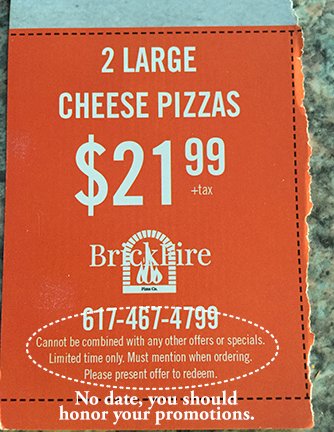 2 LARGE
CHEESE PIZZAS
$21 99
+tax
BrickFire
Pizza Co.
617-467-4799
Cannot be combined with any other offers or specials.
Limited time only. Must mention when ordering.
Please present offer to redeem.
No date, you should
honor your promotions.